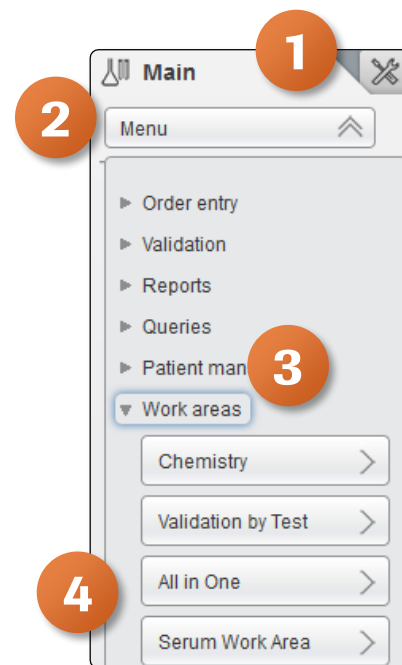 1
Main
2
Menu
Order entry
Validation
Reports
Queries
Patient man
3
Work areas
Chemistry
Validation by Test
All in One
4
Serum Work Area